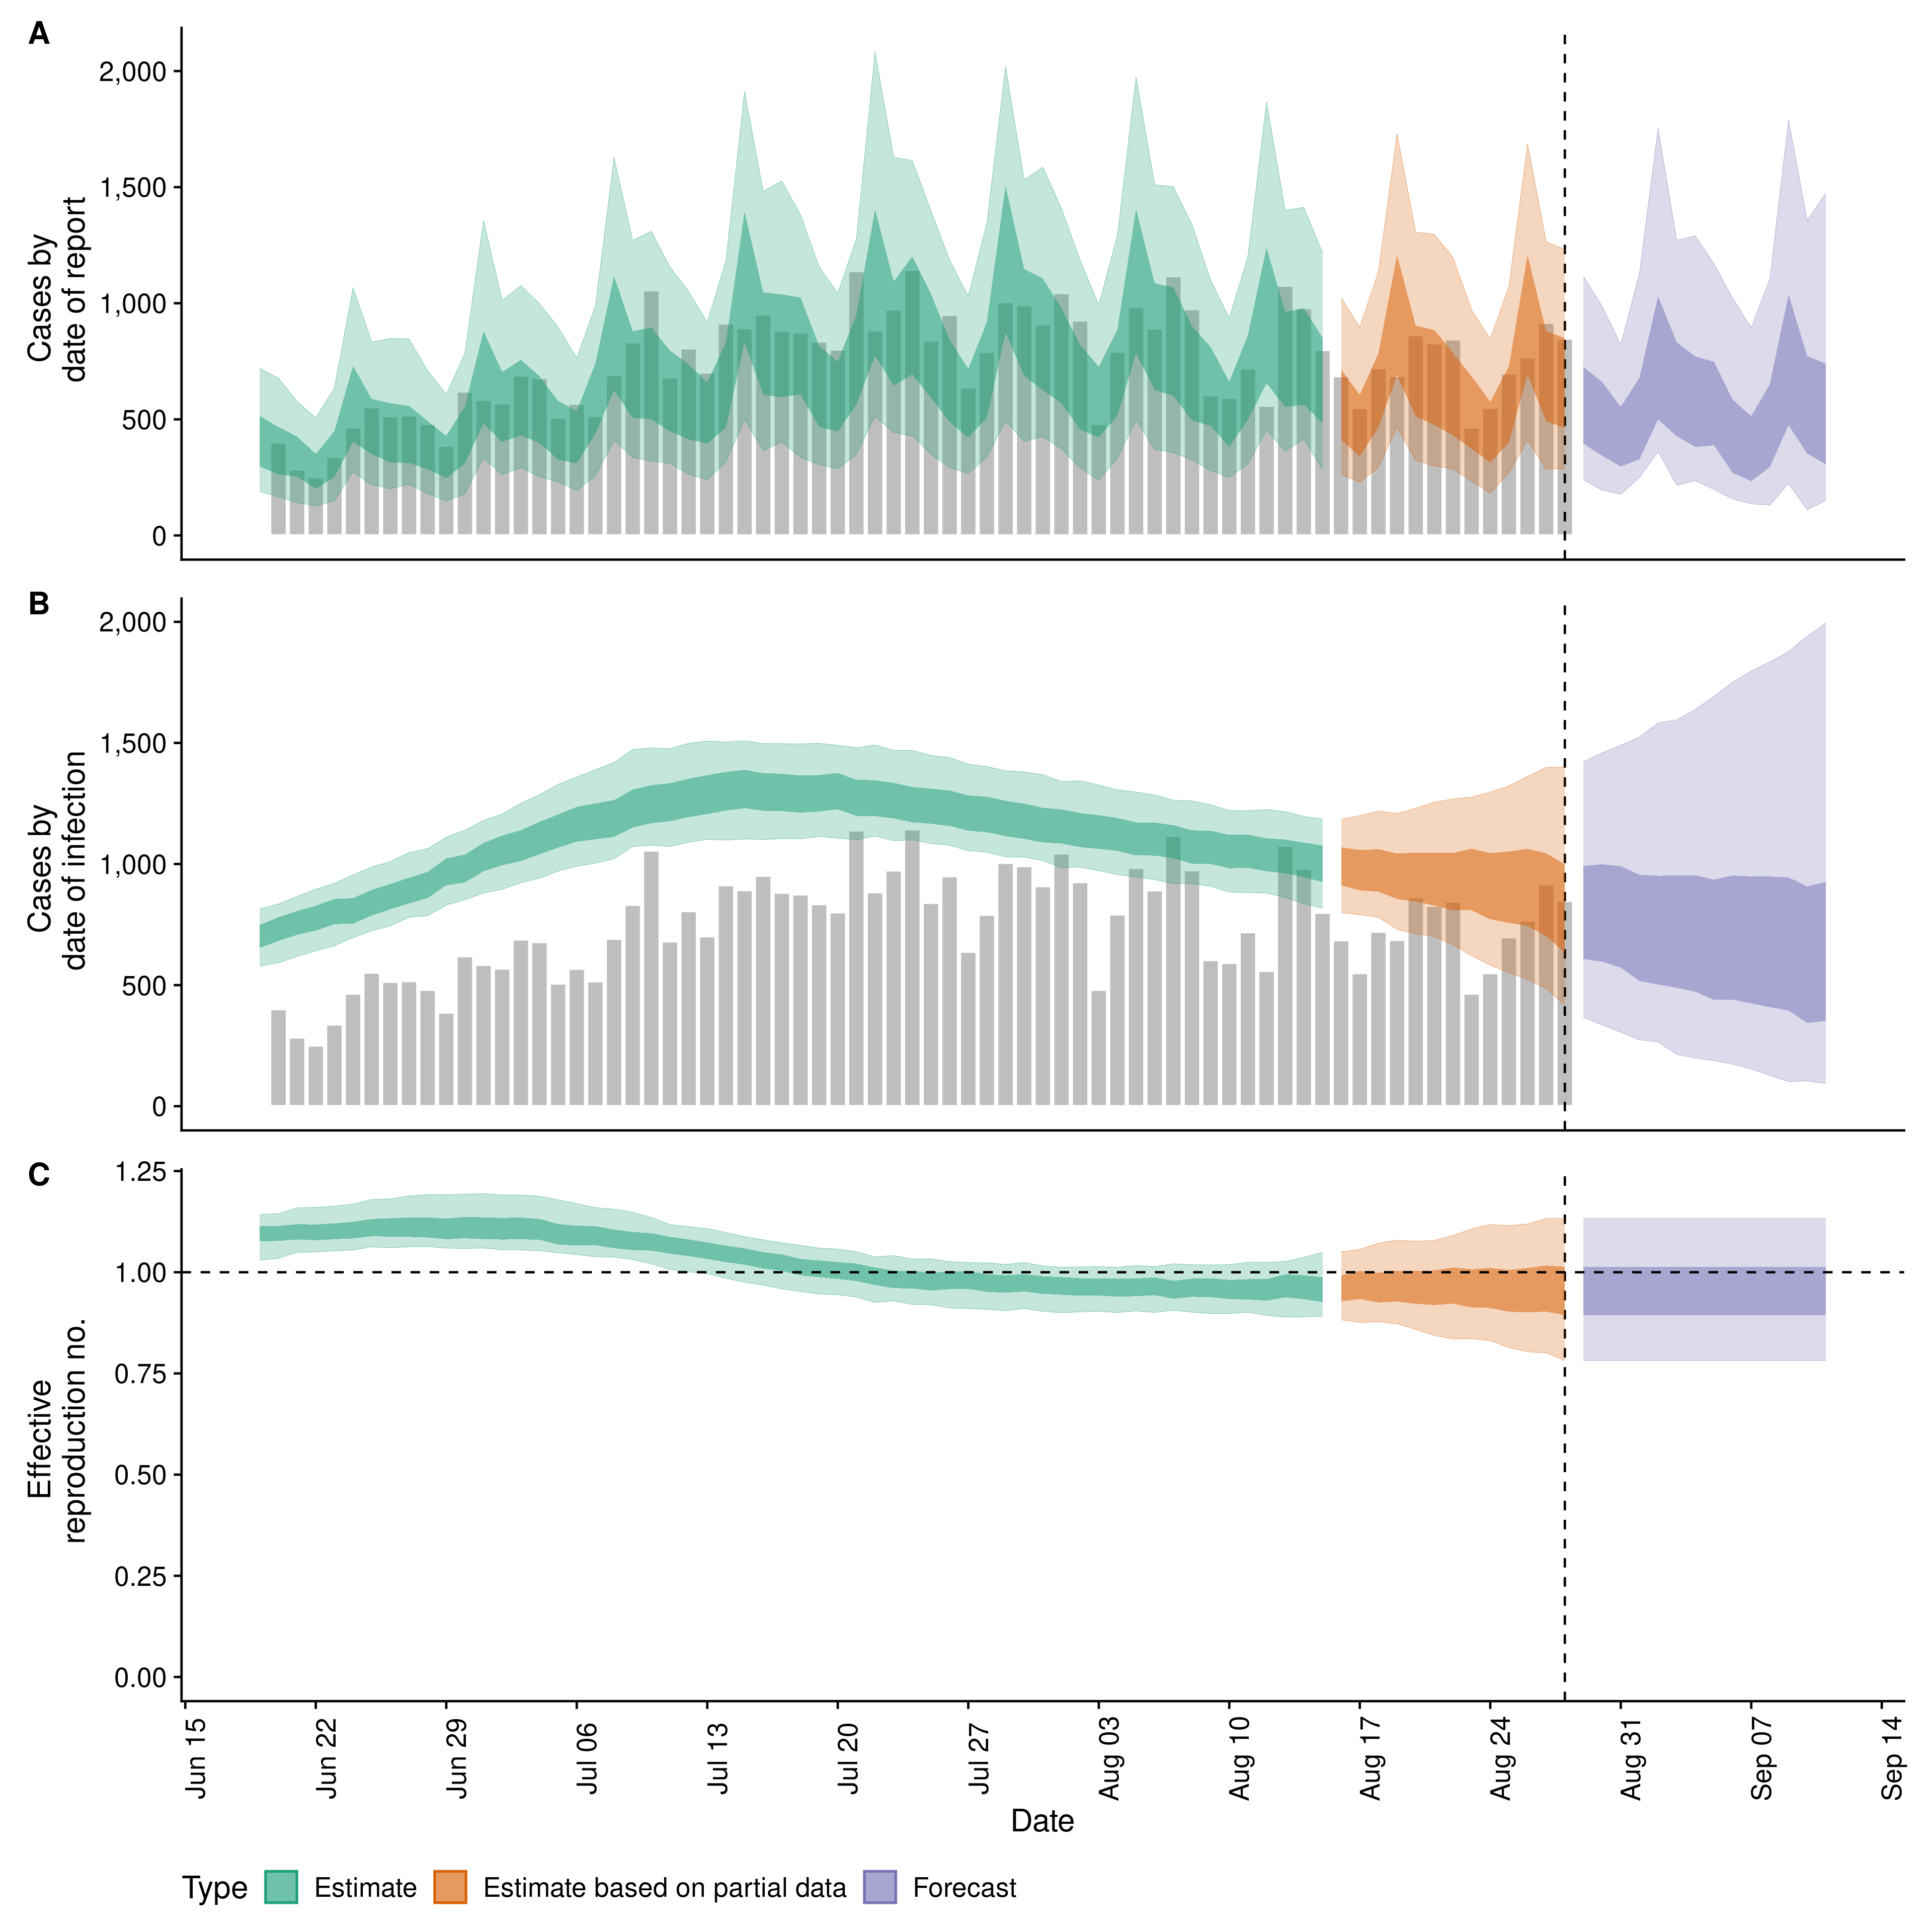 A
2,000
1,500
1,000
500
0
Cases by
date of report
B
2,000
1,500
1,000
500
0
Cases by
date of infection
C
1.25
1.00
0.75
0.50
0.25
0.00
Effective
reproduction no.
Jun 15
Jun 22
Jun 29
Jul 06
Jul 13
Jul 20
Jul 27
Aug 03
Aug 10
Aug 17
Aug 24
Aug 31
Sep 07
Sep 14
Date
Type Estimate Estimate based on partial data Forecast